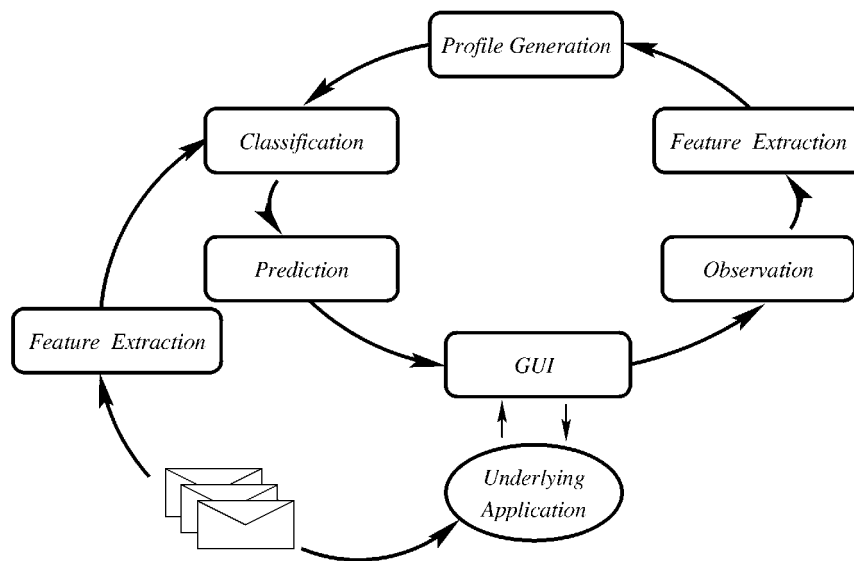 Profile Generation
Classification
Feature Extraction
Prediction
Observation
Feature Extraction
GUI
Underlying
Application